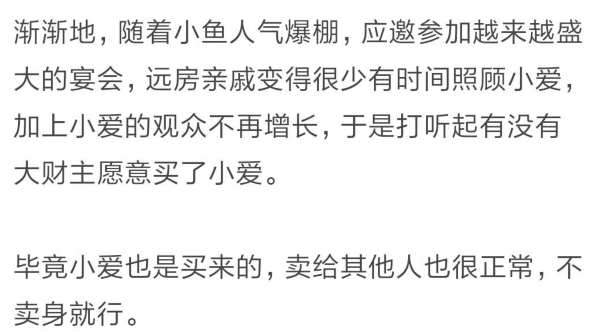 渐渐地，随着小鱼人气爆棚，应邀参加越来越盛
大的宴会，远房亲戚变得很少有时间照顾小爱，
加上小爱的观众不再增长，于是打听起有没有
大财主愿意买了小爱。
毕竟小爱也是买来的，卖给其他人也很正常，不
卖身就行。